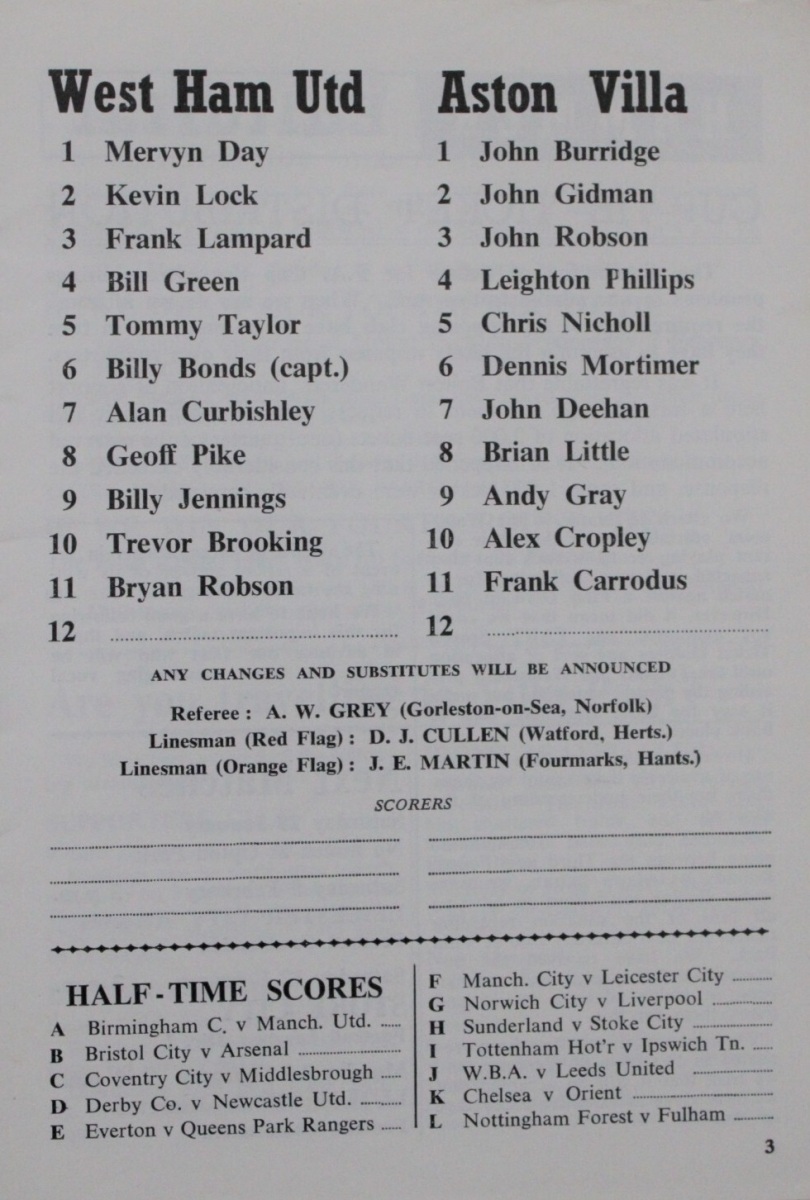 West Ham Utd
1 Mervyn Day
2 Kevin Lock
3 Frank Lampard
4 Bill Green
5 Tommy Taylor
6 Billy Bonds (capt.)
7 Alan Curbishley
8 Geoff Pike
9 Billy Jennings
10 Trevor Brooking
11 Bryan Robson
12
Aston Villa
1 John Burridge
2 John Gidman
3 John Robson
4 Leighton Phillips
5 Chris Nicholl
6 Dennis Mortimer
7 John Deehan
8 Brian Little
9 Andy Gray
10 Alex Cropley
11 Frank Carrodus
12
ANY CHANGES AND SUBSTITUTES WILL BE ANNOUNCED
Referee : A. W. GREY (Gorleston-on-Sea, Norfolk)
Linesman (Red Flag) : D. J. CULLEN (Watford, Herts.)
Linesman (Orange Flag) : J. E. MARTIN (Fourmarks, Hants.)
SCORERS
HALF-TIME SCORES
A Birmingham C. v Manch. Utd. .....
B Bristol City v Arsenal .....
C Coventry City v Middlesbrough .....
D Derby Co. v Newcastle Utd. .....
E Everton v Queens Park Rangers .....
F Manch. City v Leicester City .....
G Norwich City v Liverpool .....
H Sunderland v Stoke City .....
I Tottenham Hot'r v Ipswich Tn. .....
J W.B.A. v Leeds United .....
K Chelsea v Orient .....
L Nottingham Forest v Fulham .....
3